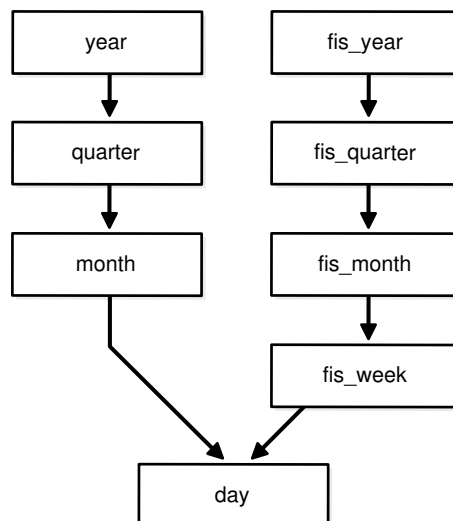 year
fis_year
quarter
fis_quarter
month
fis_month
fis_week
day